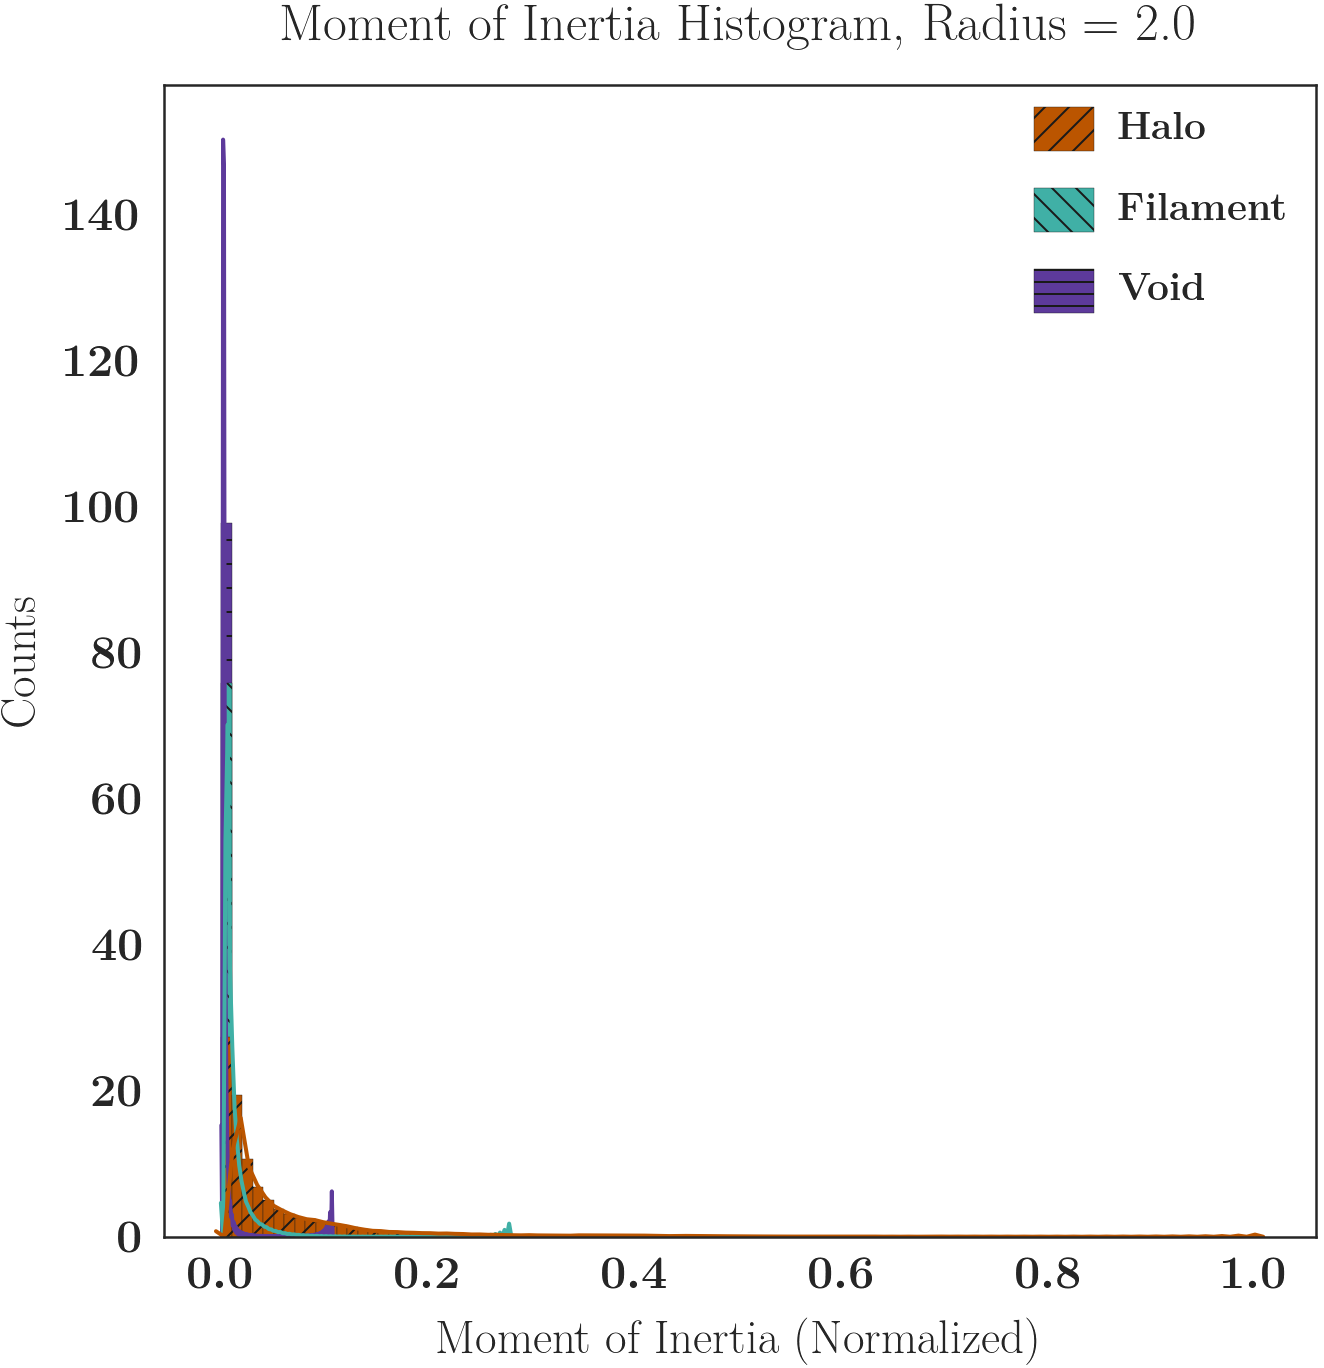 Moment of Inertia Histogram, Radius = 2.0
Halo
Filament
Void
140
120
100
80
60
40
20
0
Counts
0.0 0.2 0.4 0.6 0.8 1.0
Moment of Inertia (Normalized)